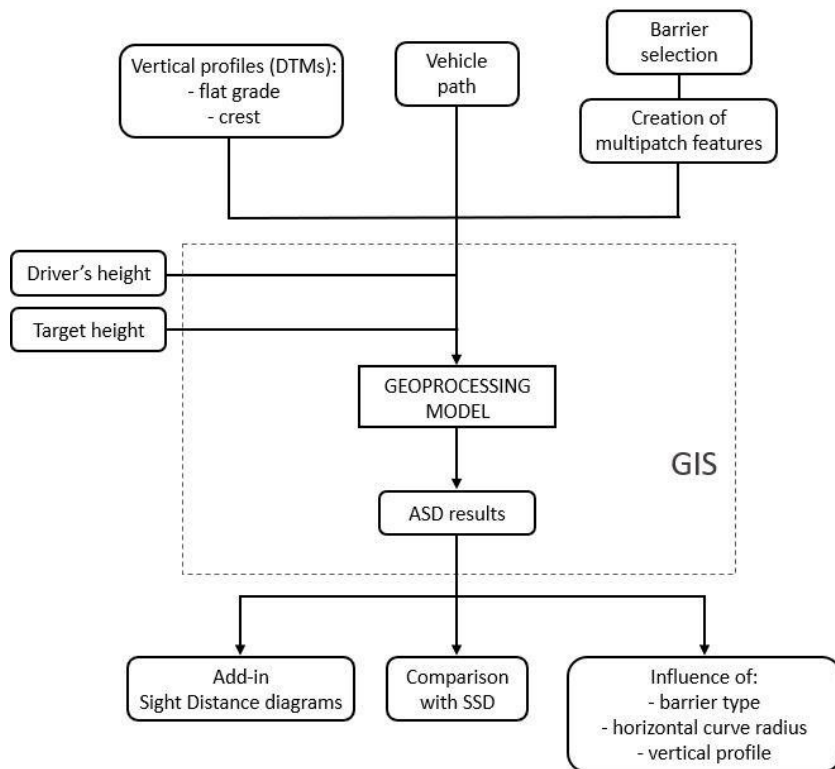 Vertical profiles (DTMs):
- flat grade
- crest
Vehicle
path
Barrier
selection
Creation of
multipatch features
Driver's height
Target height
GEOPROCESSING
MODEL
GIS
ASD results
Add-in
Sight Distance diagrams
Comparison
with SSD
Influence of:
- barrier type
- horizontal curve radius
- vertical profile